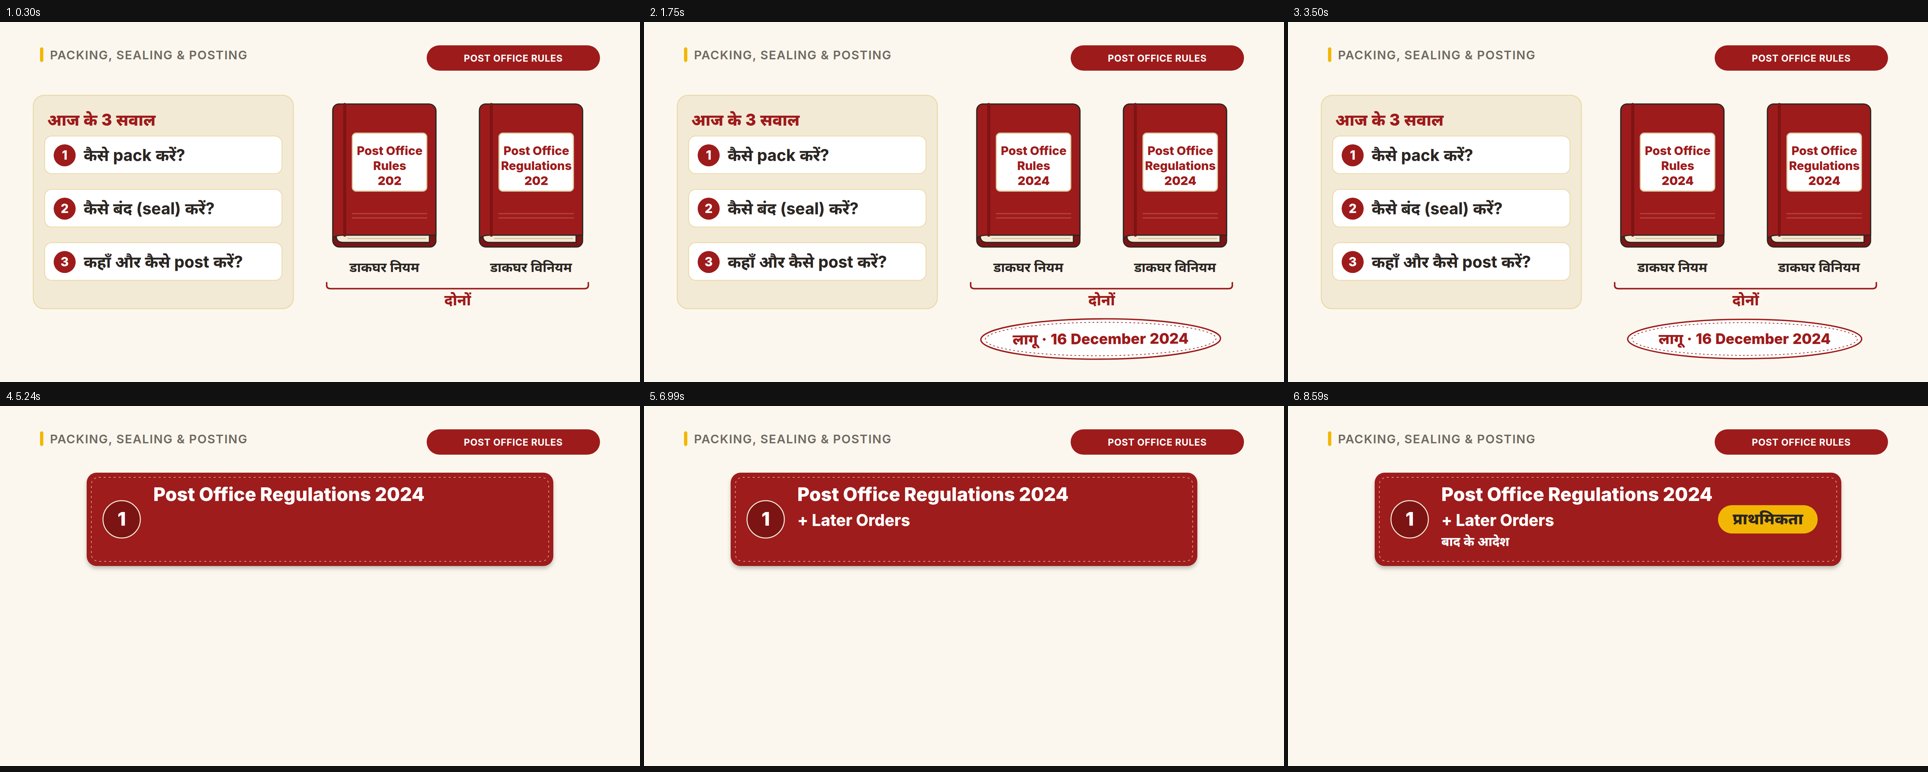 1. 0.30s
PACKING, SEALING & POSTING
POST OFFICE RULES
आज के 3 सवाल
1 कैसे pack करें?
2 कैसे बंद (seal) करें?
3 कहाँ और कैसे post करें?
Post Office
Rules
202
डाकघर नियम
Post Office
Regulations
202
डाकघर विनियम
दोनों
2. 1.75s
PACKING, SEALING & POSTING
POST OFFICE RULES
आज के 3 सवाल
1 कैसे pack करें?
2 कैसे बंद (seal) करें?
3 कहाँ और कैसे post करें?
Post Office
Rules
2024
डाकघर नियम
Post Office
Regulations
2024
डाकघर विनियम
दोनों
लागू · 16 December 2024
3. 3.50s
PACKING, SEALING & POSTING
POST OFFICE RULES
आज के 3 सवाल
1 कैसे pack करें?
2 कैसे बंद (seal) करें?
3 कहाँ और कैसे post करें?
Post Office
Rules
2024
डाकघर नियम
Post Office
Regulations
2024
डाकघर विनियम
दोनों
लागू · 16 December 2024
4. 5.24s
PACKING, SEALING & POSTING
POST OFFICE RULES
1
Post Office Regulations 2024
5. 6.99s
PACKING, SEALING & POSTING
POST OFFICE RULES
1
Post Office Regulations 2024
+ Later Orders
6. 8.59s
PACKING, SEALING & POSTING
POST OFFICE RULES
1
Post Office Regulations 2024
+ Later Orders
बाद के आदेश
प्राथमिकता